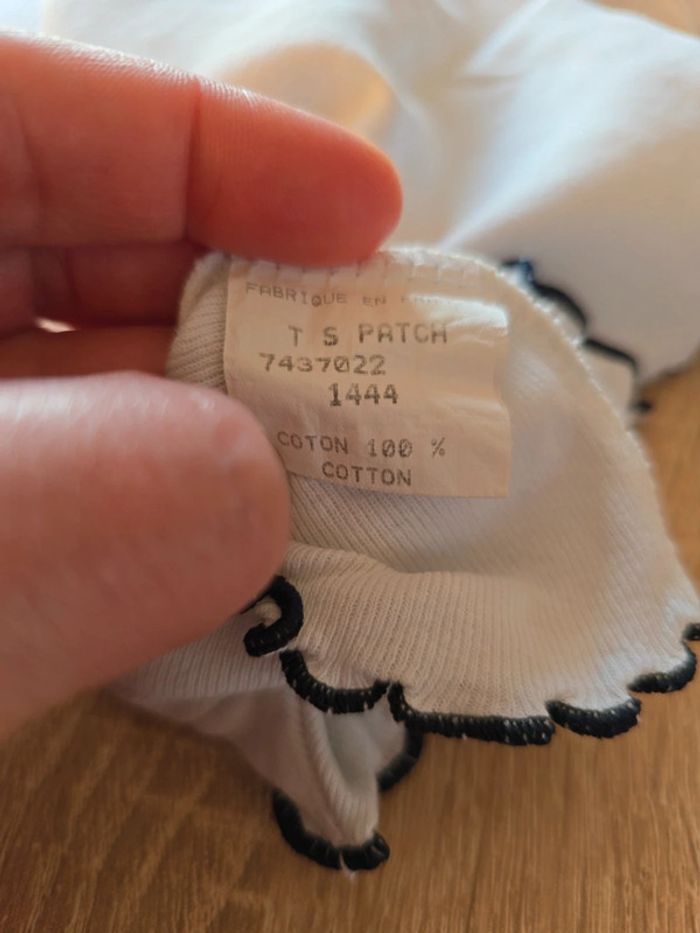 FABRIQUE EN
T S PATCH
7437022
1444
COTON 100 %
COTTON